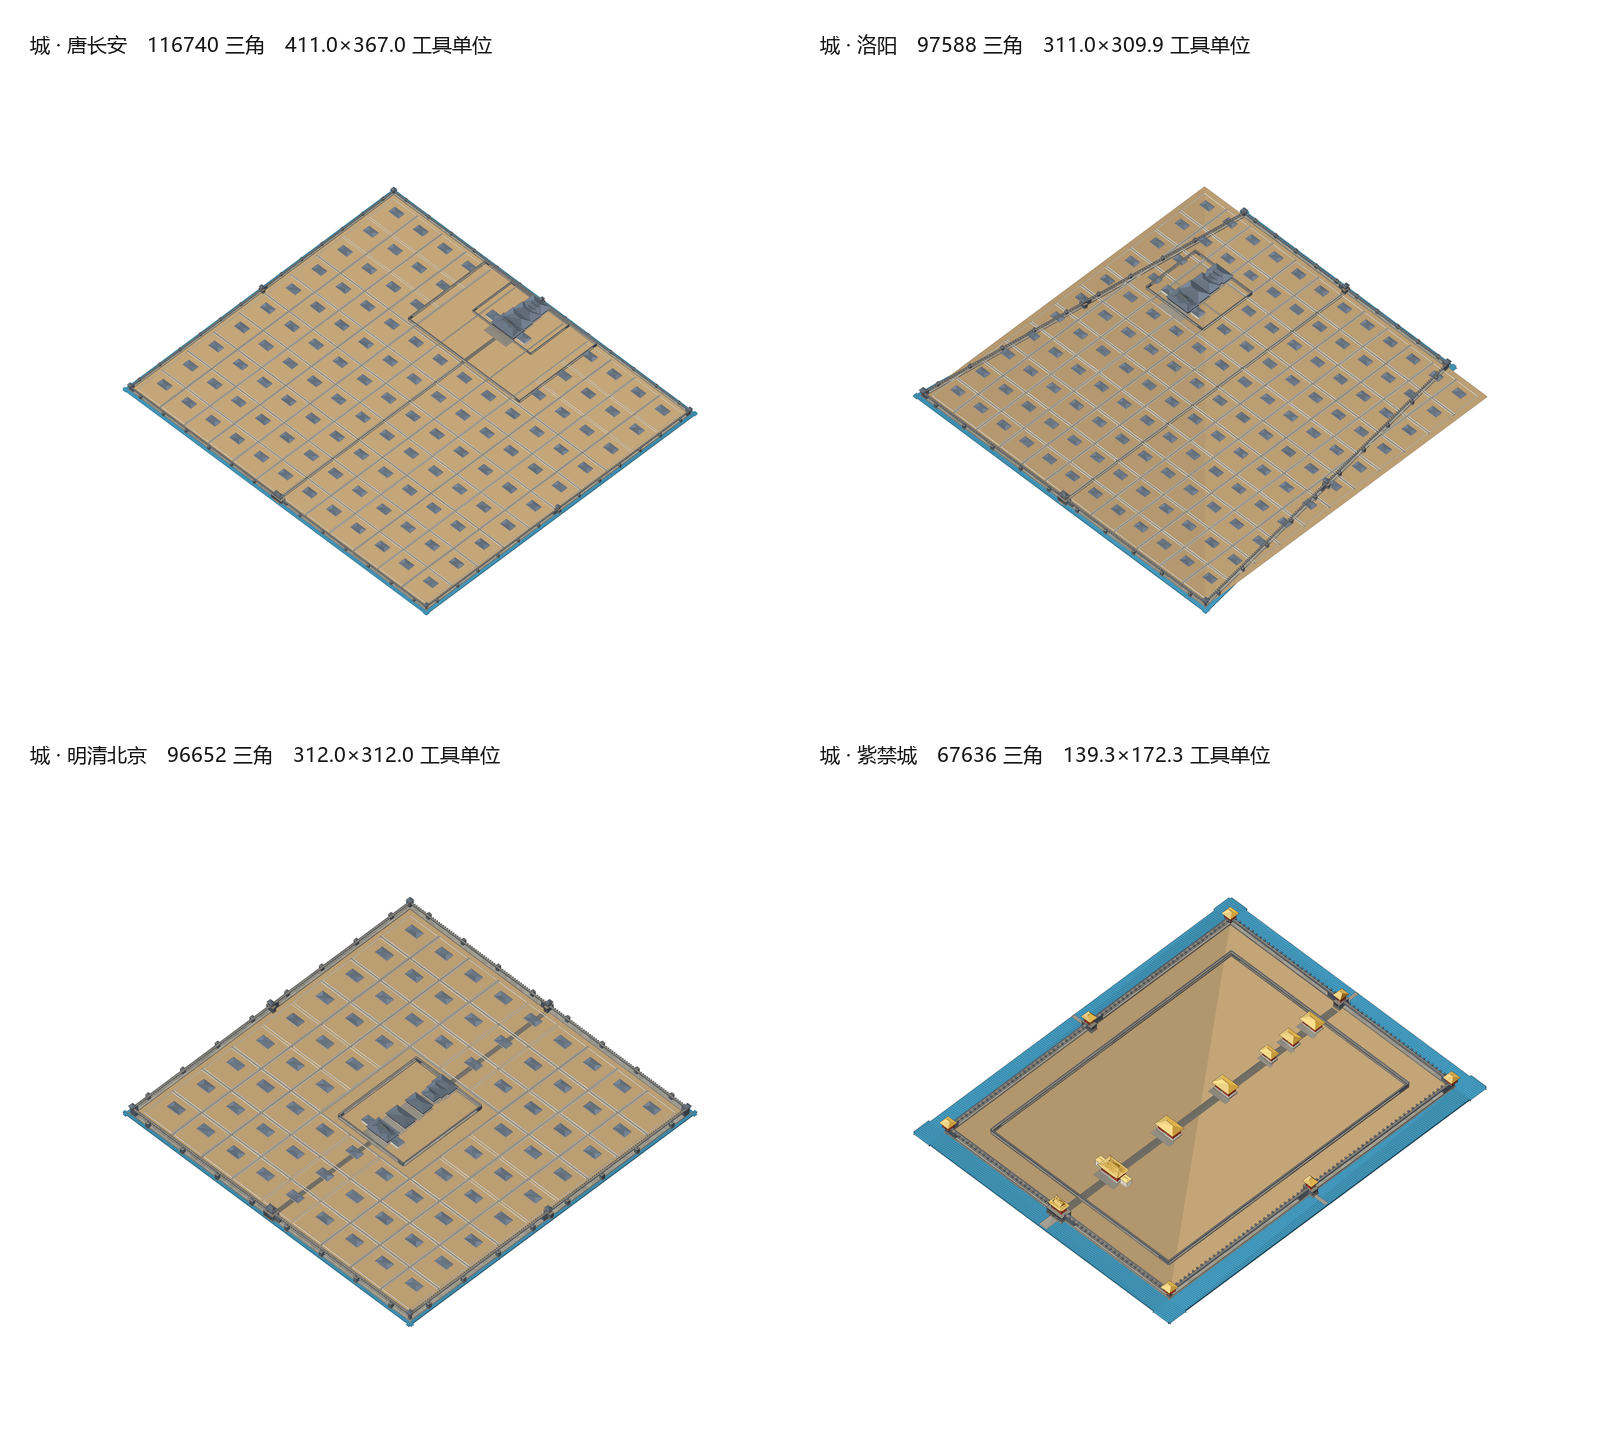 城 · 唐长安 116740 三角 411.0×367.0 工具单位
城 · 洛阳 97588 三角 311.0×309.9 工具单位
城 · 明清北京 96652 三角 312.0×312.0 工具单位
城 · 紫禁城 67636 三角 139.3×172.3 工具单位